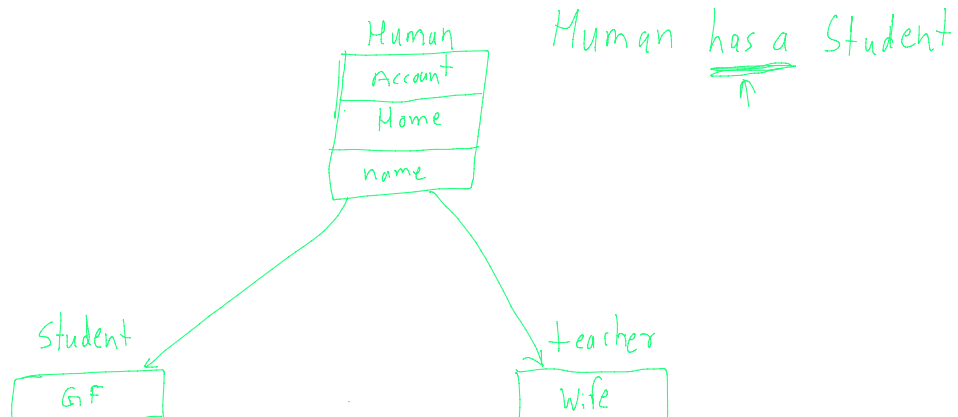 Human
Human has a Student
Account
Home
name
Student
teacher
GF
Wife